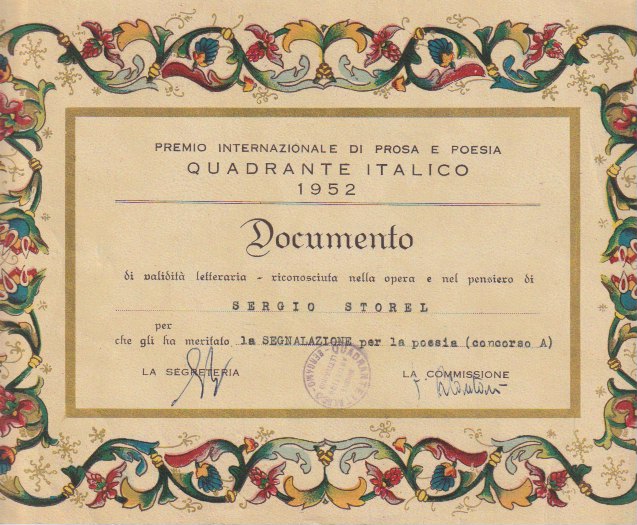 PREMIO INTERNAZIONALE DI PROSA E POESIA
QUADRANTE ITALICO
1952
Documento
di validità letteraria - riconosciuta nella opera e nel pensiero di
SERGIO STOREL
per
che gli ha meritato la SEGNALAZIONE per la poesia (concorso A)
LA SEGRETERIA
LA COMMISSIONE